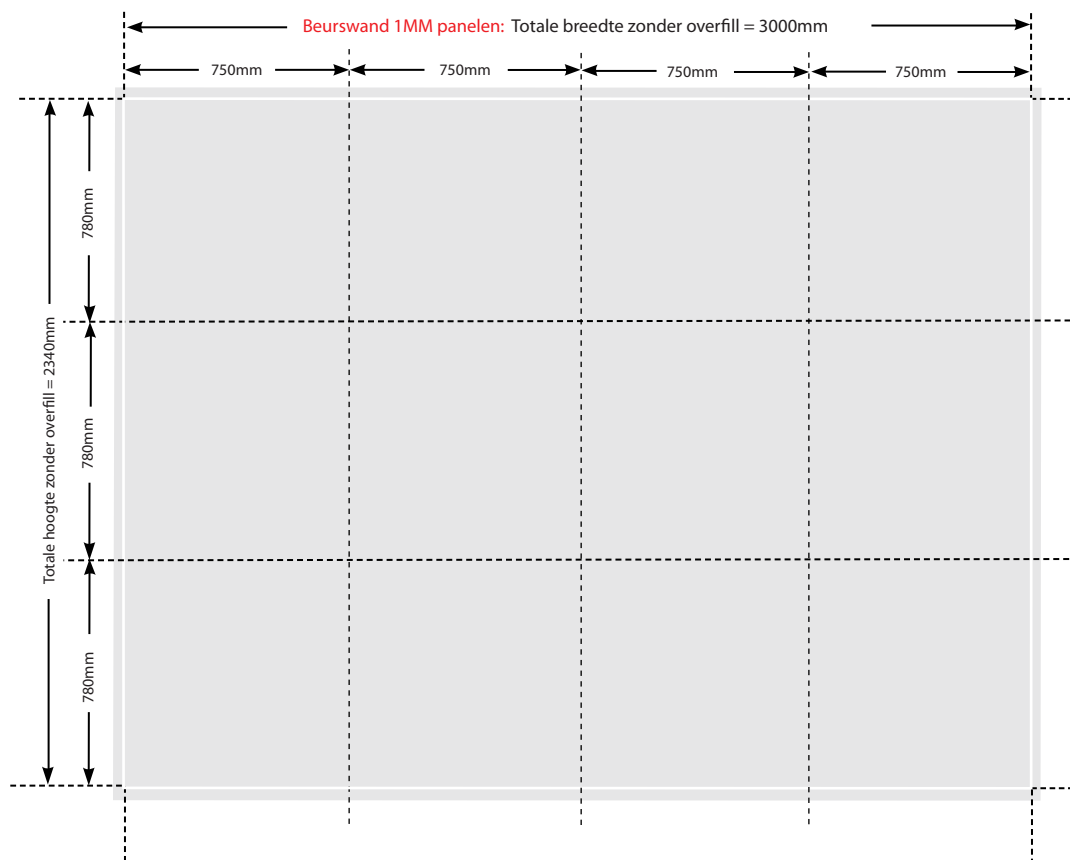 Beurswand 1MM panelen: Totale breedte zonder overfill = 3000mm
750mm
750mm
750mm
750mm
Totale hoogte zonder overfill = 2340mm
780mm
780mm
780mm